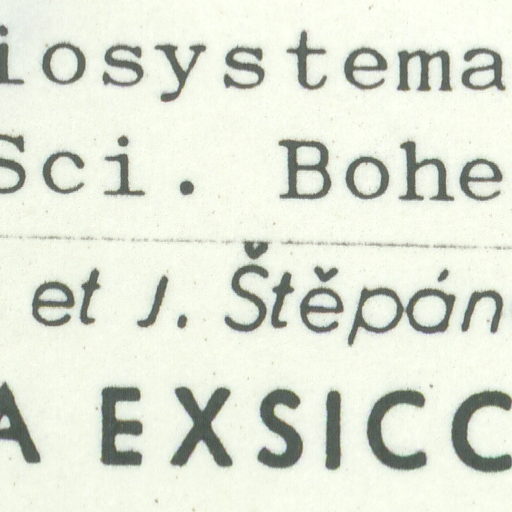 iosystema
Sci. Bohe
et J. Štěpán
A EXSICC